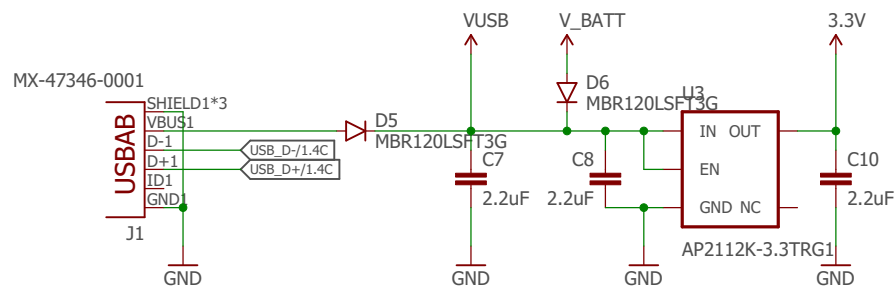 VUSB
V_BATT
3.3V
MX-47346-0001
SHIELD1*3
VBUS1
D-1
D+1
ID1
GND1
USBAB
J1
USB_D-/1.4C
USB_D+/1.4C
D5
MBR120LSFT3G
D6
MBR120LSFT3G
U3
IN OUT
EN
GND NC
AP2112K-3.3TRG1
C7
2.2uF
C8
2.2uF
C10
2.2uF
GND
GND
GND
GND